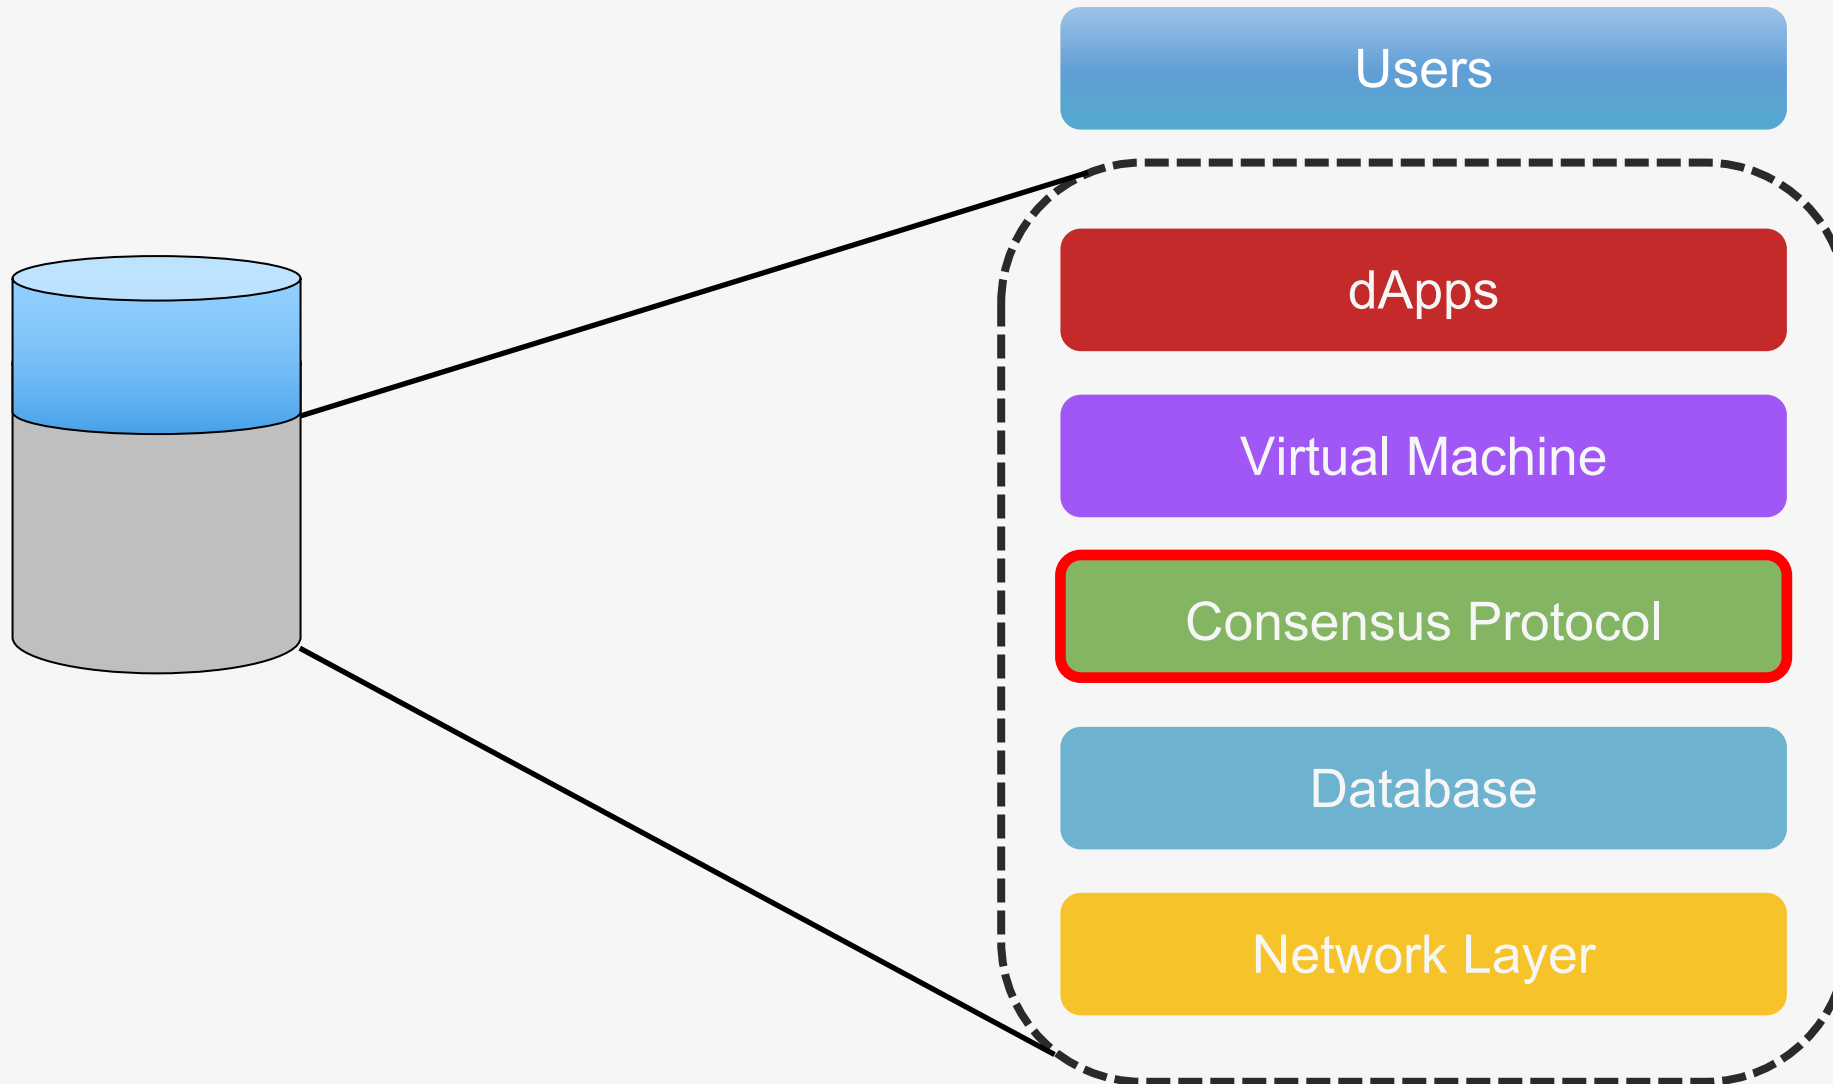 Users
dApps
Virtual Machine
Consensus Protocol
Database
Network Layer